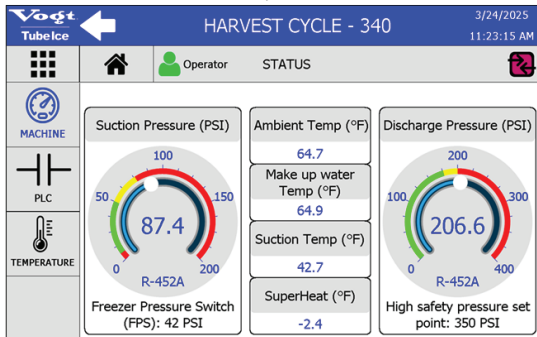 Vogt
TubeIce
HARVEST CYCLE - 340
3/24/2025
11:23:15 AM
Operator
STATUS
MACHINE
PLC
TEMPERATURE
Suction Pressure (PSI)
0
50
100
150
200
87.4
R-452A
Freezer Pressure Switch
(FPS): 42 PSI
Ambient Temp (°F)
64.7
Make up water
Temp (°F)
64.9
Suction Temp (°F)
42.7
SuperHeat (°F)
-2.4
Discharge Pressure (PSI)
0
100
200
300
400
206.6
R-452A
High safety pressure set
point: 350 PSI